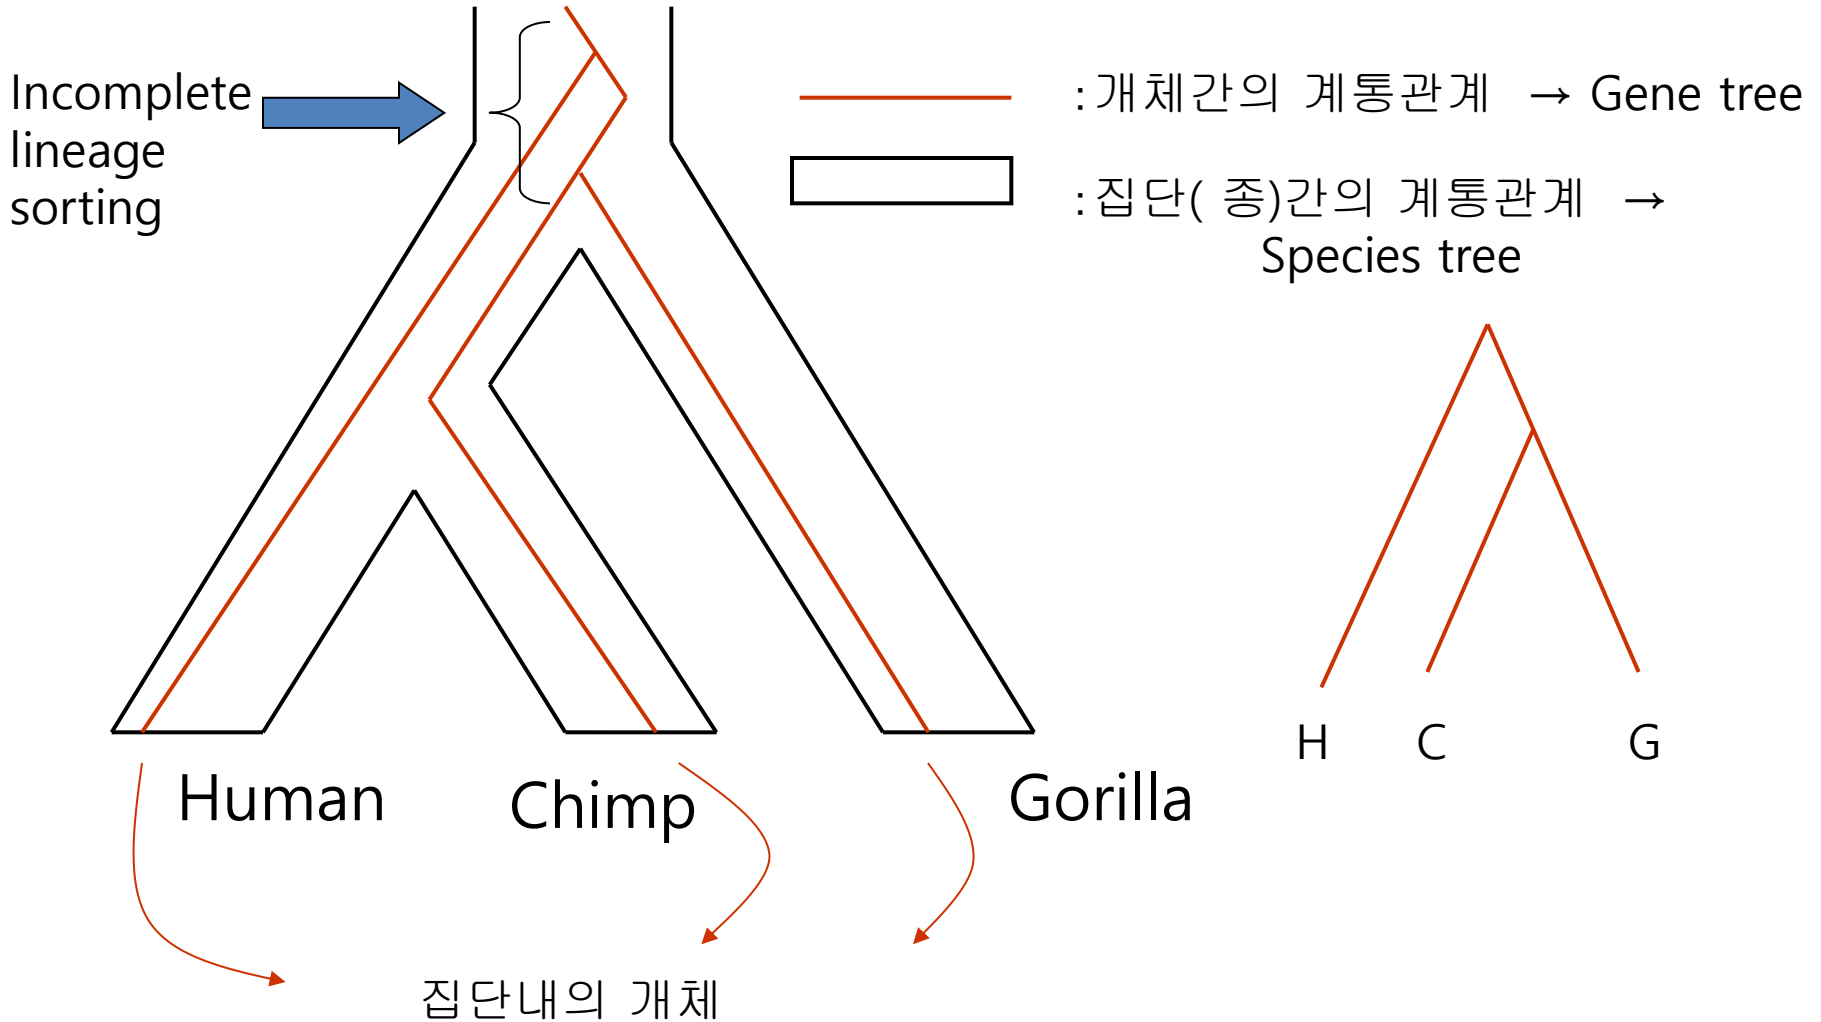 Incomplete
lineage
sorting
:개체간의 계통관계 → Gene tree
:집단( 종)간의 계통관계 →
Species tree
H C G
Human Chimp Gorilla
집단내의 개체